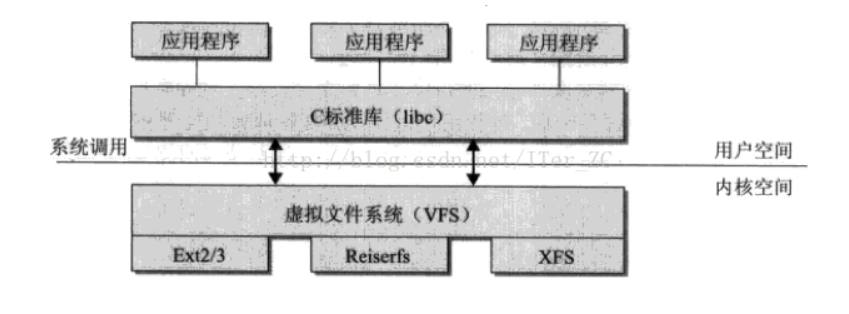 应用程序 应用程序 应用程序
C标准库（libc）
系统调用
http://blog.csdn.net/ITer_ZC
用户空间
内核空间
虚拟文件系统（VFS）
Ext2/3 Reiserfs XFS